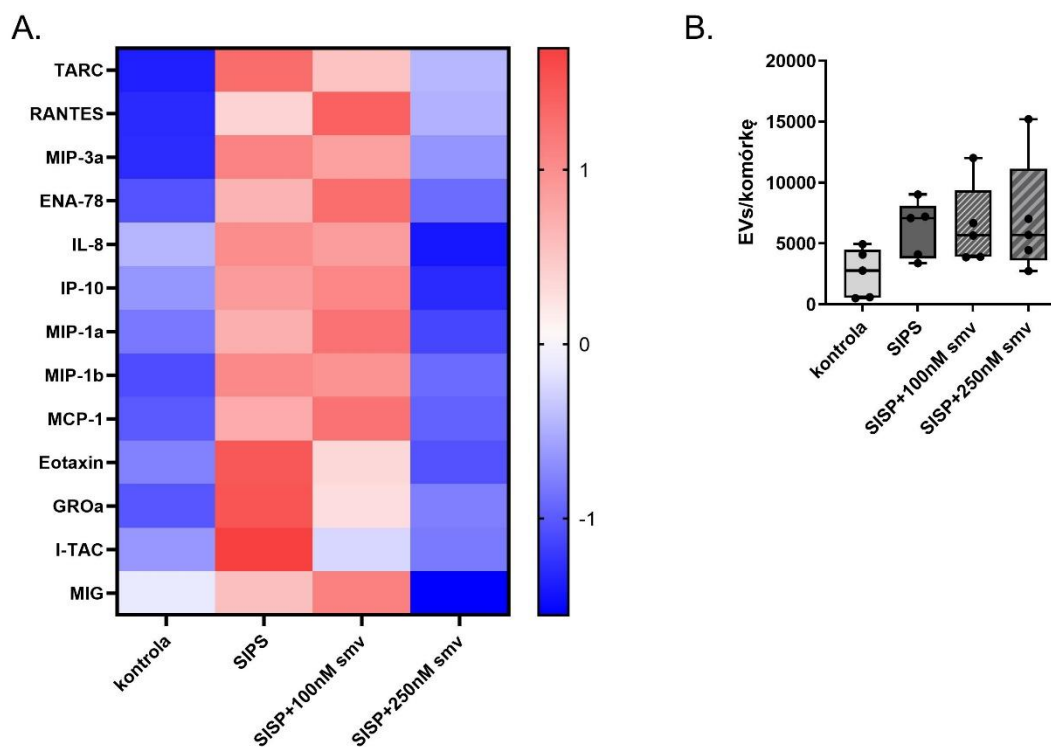 A.
TARC
RANTES
MIP-3a
ENA-78
IL-8
IP-10
MIP-1a
MIP-1b
MCP-1
Eotaxin
GROa
I-TAC
MIG
kontrola
SIPS
SISP+100nM smv
SISP+250nM smv
1
0
-1
B.
EVs/komórkę
20000
15000
10000
5000
0
kontrola
SIPS
SISP+100nM smv
SISP+250nM smv